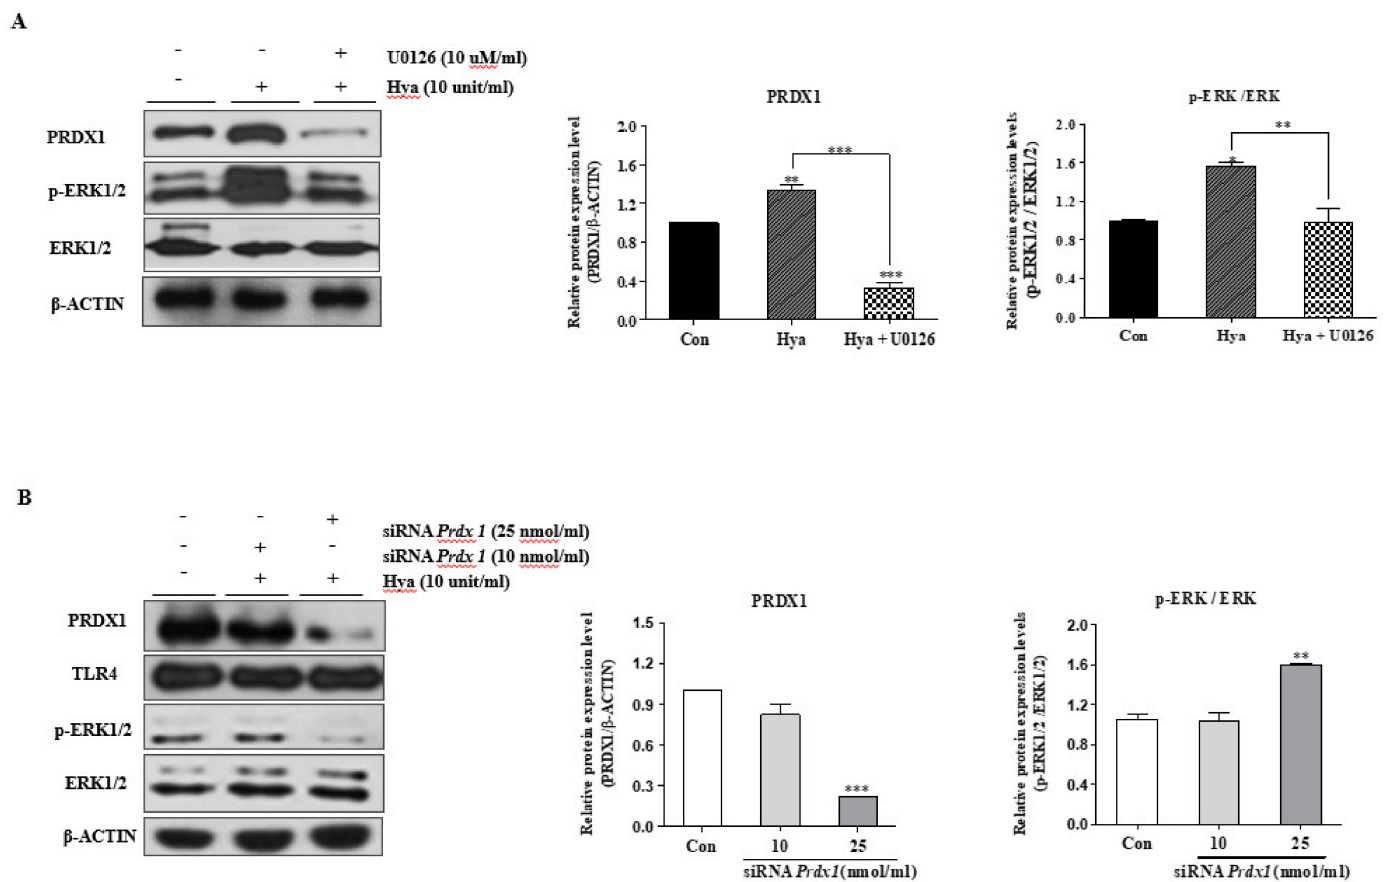 A
- - + U0126 (10 uM/ml)
- + + Hya (10 unit/ml)
PRDX1
p-ERK1/2
ERK1/2
β-ACTIN
PRDX1
Relative protein expression level
(PRDX1/β-ACTIN)
2.0
1.6
1.2
0.8
0.4
0.0
**
***
***
Con Hya Hya + U0126
p-ERK /ERK
Relative protein expression levels
(p-ERK1/2 / ERK1/2)
2.0
1.6
1.2
0.8
0.4
0.0
*
**
Con Hya Hya + U0126
B
- - + siRNA Prdx 1 (25 nmol/ml)
- + - siRNA Prdx 1 (10 nmol/ml)
- + + Hya (10 unit/ml)
PRDX1
TLR4
p-ERK1/2
ERK1/2
β-ACTIN
PRDX1
Relative protein expression level
(PRDX1/β-ACTIN)
1.5
1.2
0.9
0.6
0.3
0.0
***
Con 10 25
siRNA Prdx1(nmol/ml)
p-ERK / ERK
Relative protein expression levels
(p-ERK1/2 /ERK1/2)
2.0
1.6
1.2
0.8
0.4
0.0
**
Con 10 25
siRNA Prdx1(nmol/ml)